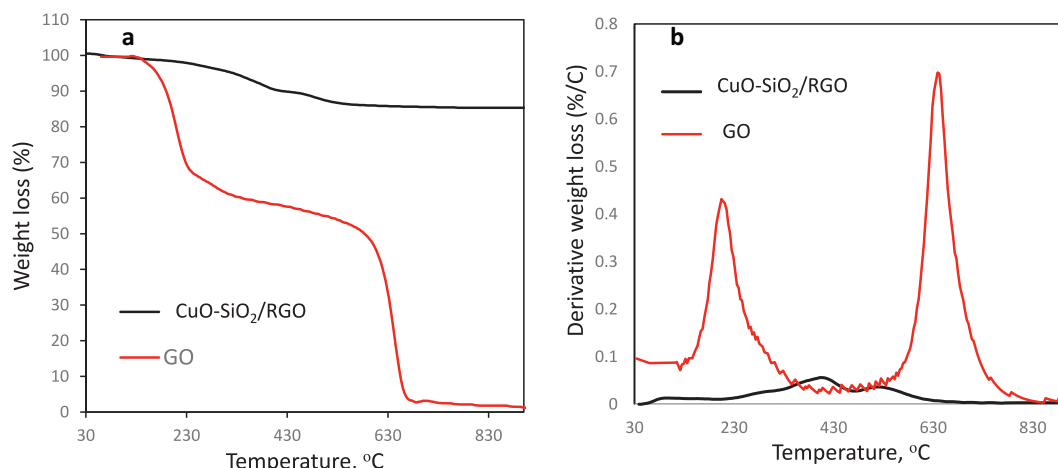 a
110
100
90
80
70
60
50
40
30
20
10
0
Weight loss (%)
CuO-SiO₂/RGO
GO
30 230 430 630 830
Temperature, ⁰C
b
0.8
0.7
0.6
0.5
0.4
0.3
0.2
0.1
0
Derivative weight loss (%/C)
CuO-SiO₂/RGO
GO
30 230 430 630 830
Temperature, ⁰C